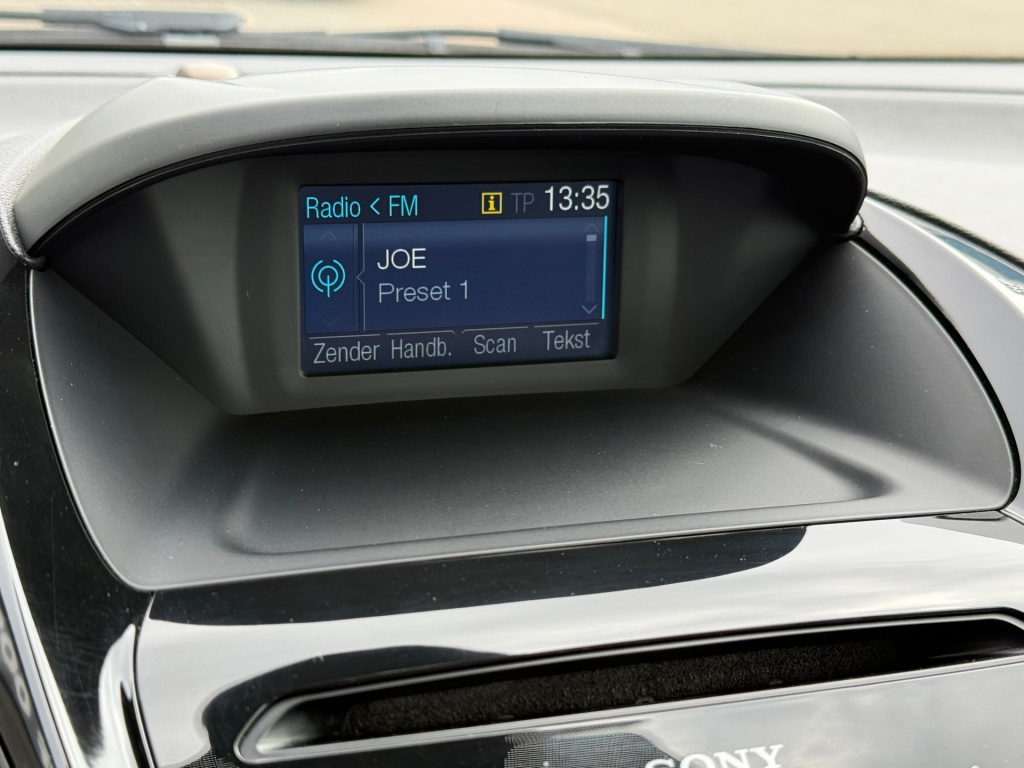 Radio < FM i TP 13:35
JOE
Preset 1
Zender Handb. Scan Tekst
SONY